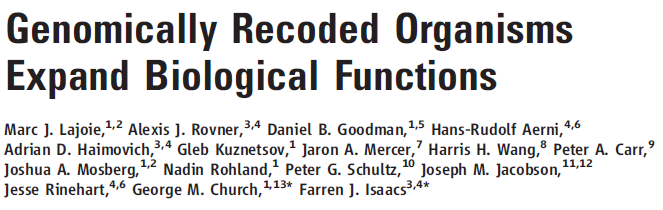 Genomically Recoded Organisms
Expand Biological Functions
Marc J. Lajoie,1,2 Alexis J. Rovner,3,4 Daniel B. Goodman,1,5 Hans-Rudolf Aerni,4,6
Adrian D. Haimovich,3,4 Gleb Kuznetsov,1 Jaron A. Mercer,7 Harris H. Wang,8 Peter A. Carr,9
Joshua A. Mosberg,1,2 Nadin Rohland,1 Peter G. Schultz,10 Joseph M. Jacobson,11,12
Jesse Rinehart,4,6 George M. Church,1,13* Farren J. Isaacs3,4*